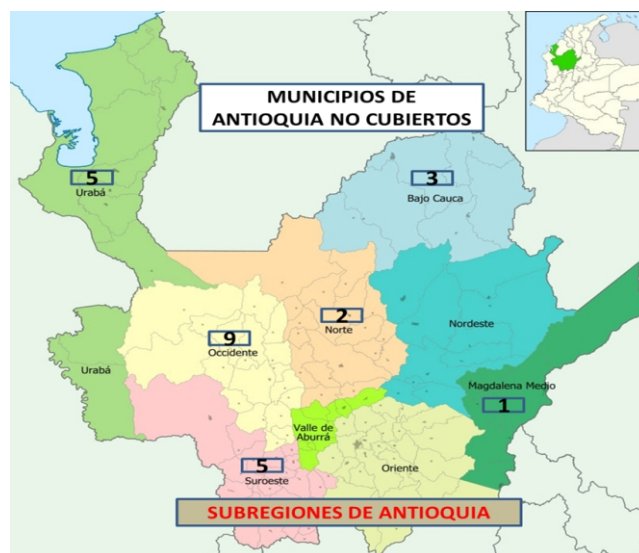 MUNICIPIOS DE
ANTIOQUIA NO CUBIERTOS
5
Urabá
3
Bajo Cauca
2
Norte
Nordeste
9
Occidente
Urabá
Magdalena Medio
1
Valle de
Aburrá
5
Suroeste
Oriente
SUBREGIONES DE ANTIOQUIA